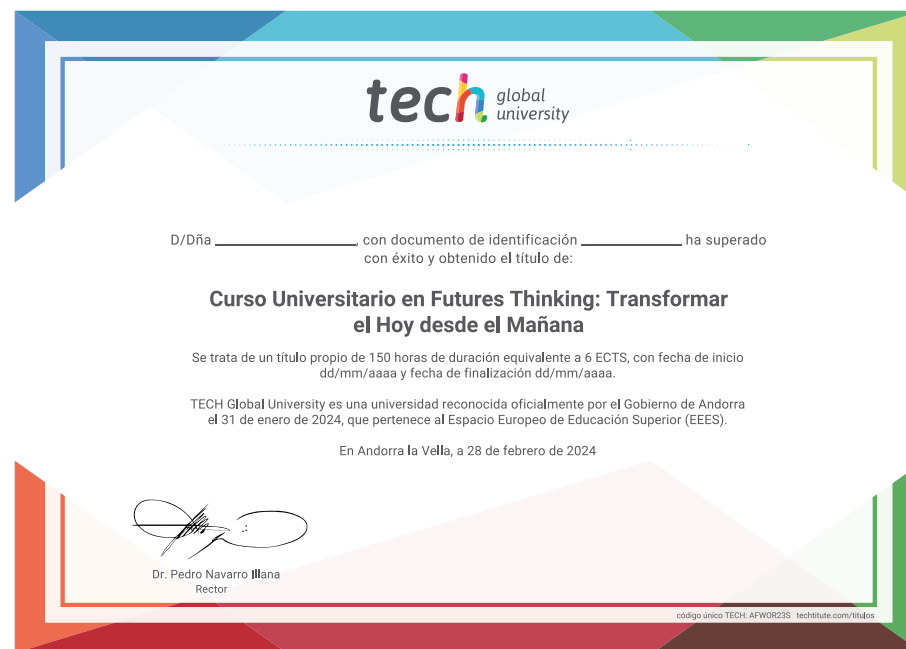 tech global
university
D/Dña ____________________, con documento de identificación ______________ ha superado
con éxito y obtenido el título de:
Curso Universitario en Futures Thinking: Transformar
el Hoy desde el Mañana
Se trata de un título propio de 150 horas de duración equivalente a 6 ECTS, con fecha de inicio
dd/mm/aaaa y fecha de finalización dd/mm/aaaa.
TECH Global University es una universidad reconocida oficialmente por el Gobierno de Andorra
el 31 de enero de 2024, que pertenece al Espacio Europeo de Educación Superior (EEES).
En Andorra la Vella, a 28 de febrero de 2024
Dr. Pedro Navarro Illana
Rector
código único TECH: AFWOR23S techtitute.com/titulos